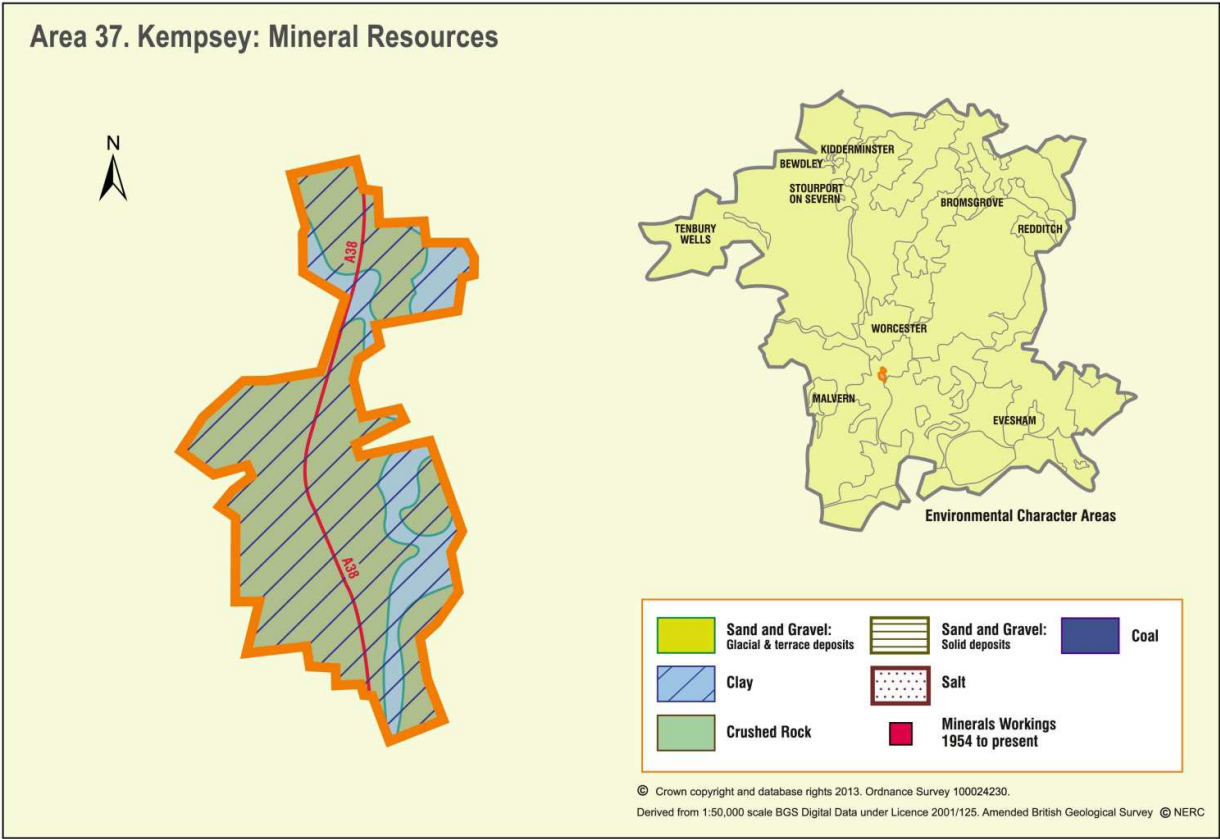 Area 37. Kempsey: Mineral Resources
N
A38
A38
KIDDERMINSTER
BEWDLEY
STOURPORT
ON SEVERN
BROMSGROVE
TENBURY
WELLS
REDDITCH
WORCESTER
MALVERN
EVESHAM
Environmental Character Areas
Sand and Gravel:
Glacial & terrace deposits
Sand and Gravel:
Solid deposits
Coal
Clay
Salt
Crushed Rock
Minerals Workings
1954 to present
© Crown copyright and database rights 2013. Ordnance Survey 100024230.
Derived from 1:50,000 scale BGS Digital Data under Licence 2001/125. Amended British Geological Survey © NERC